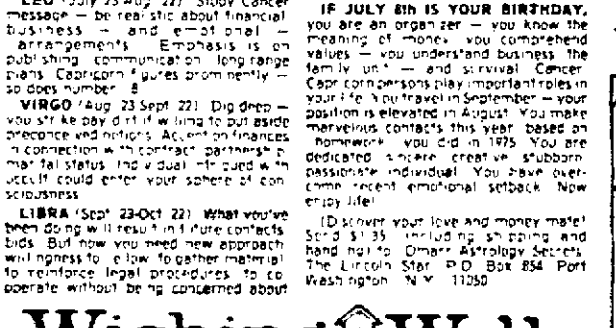 LEO (July 23-Aug 22) Study Cancer
message — be realistic about financial
business — and emotional —
arrangements Emphasis is on
publishing communication long range
plans Capricorn figures prominently —
so does number 8
VIRGO (Aug 23 Sept 22) Dig deep —
you strike pay dirt if willing to put aside
preconceived notions Accent on finances
in connection with contract partnership
marital status Individual intrigued with
occult could enter your sphere of con
sciousness
LIBRA (Sept 23-Oct 22) What you've
been doing will result in future contacts
bids But now you need new approach
willingness to fellow to gather material
to reinforce legal procedures to co
operate without being concerned about
IF JULY 8th IS YOUR BIRTHDAY,
you are an organizer — you know the
meaning of money you comprehend
values — you understand business the
family unit — and survival Cancer
Capricorn persons play important roles in
your life You travel in September — your
position is elevated in August You make
marvelous contacts this year based on
homework you did in 1975 You are
dedicated sincere creative stubborn
passionate individual You have over-
come recent emotional setback Now
enjoy life!
(Discover your love and money mate!
Send $1 35 including shipping and
handling to Omarr Astrology Secrets
The Lincoln Star P O Box 854 Port
Washington N Y 11050
Wishing Well